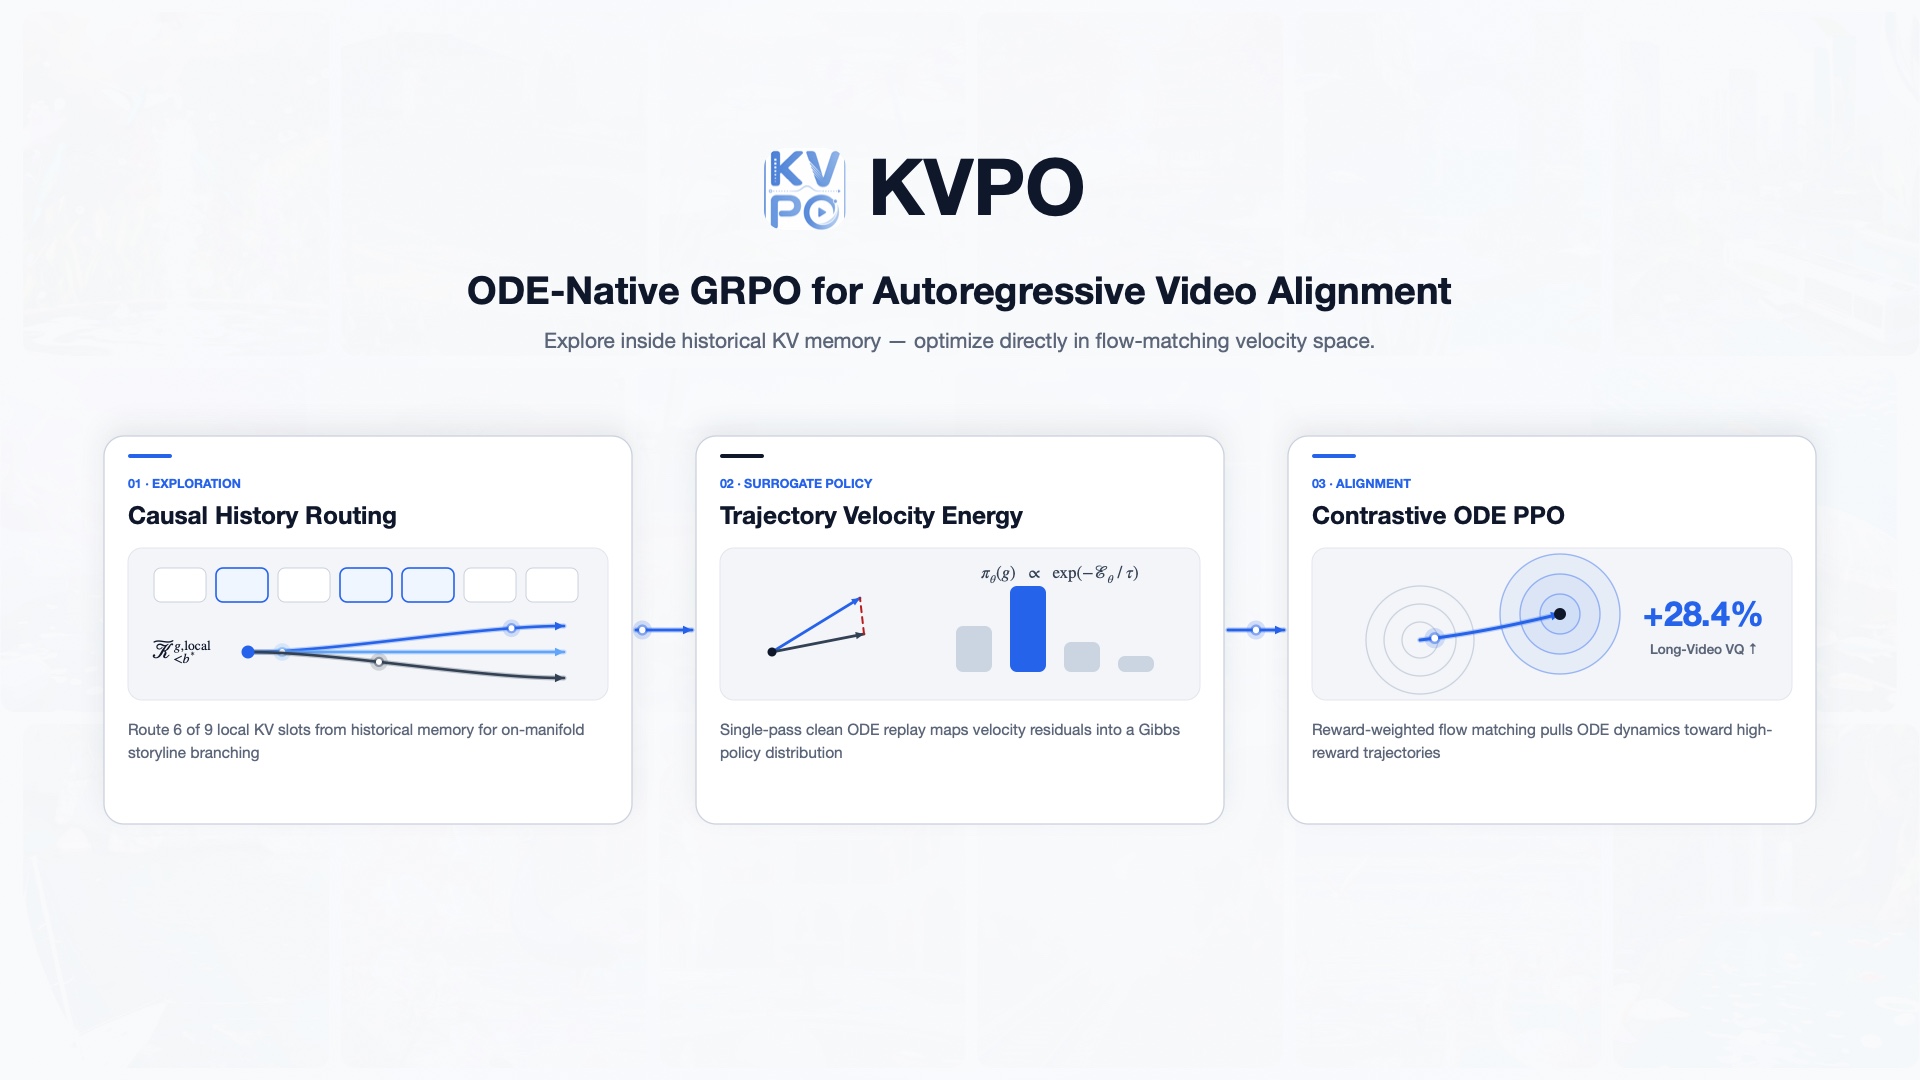 KV
PO
KVPO
ODE-Native GRPO for Autoregressive Video Alignment
Explore inside historical KV memory — optimize directly in flow-matching velocity space.
01 · EXPLORATION
Causal History Routing
𝒦̃^{g,local}_{<b*}
Route 6 of 9 local KV slots from historical memory for on-manifold
storyline branching
02 · SURROGATE POLICY
Trajectory Velocity Energy
π_θ(g) ∝ exp(−ℰ_θ / τ)
Single-pass clean ODE replay maps velocity residuals into a Gibbs
policy distribution
03 · ALIGNMENT
Contrastive ODE PPO
+28.4%
Long-Video VQ ↑
Reward-weighted flow matching pulls ODE dynamics toward high-
reward trajectories